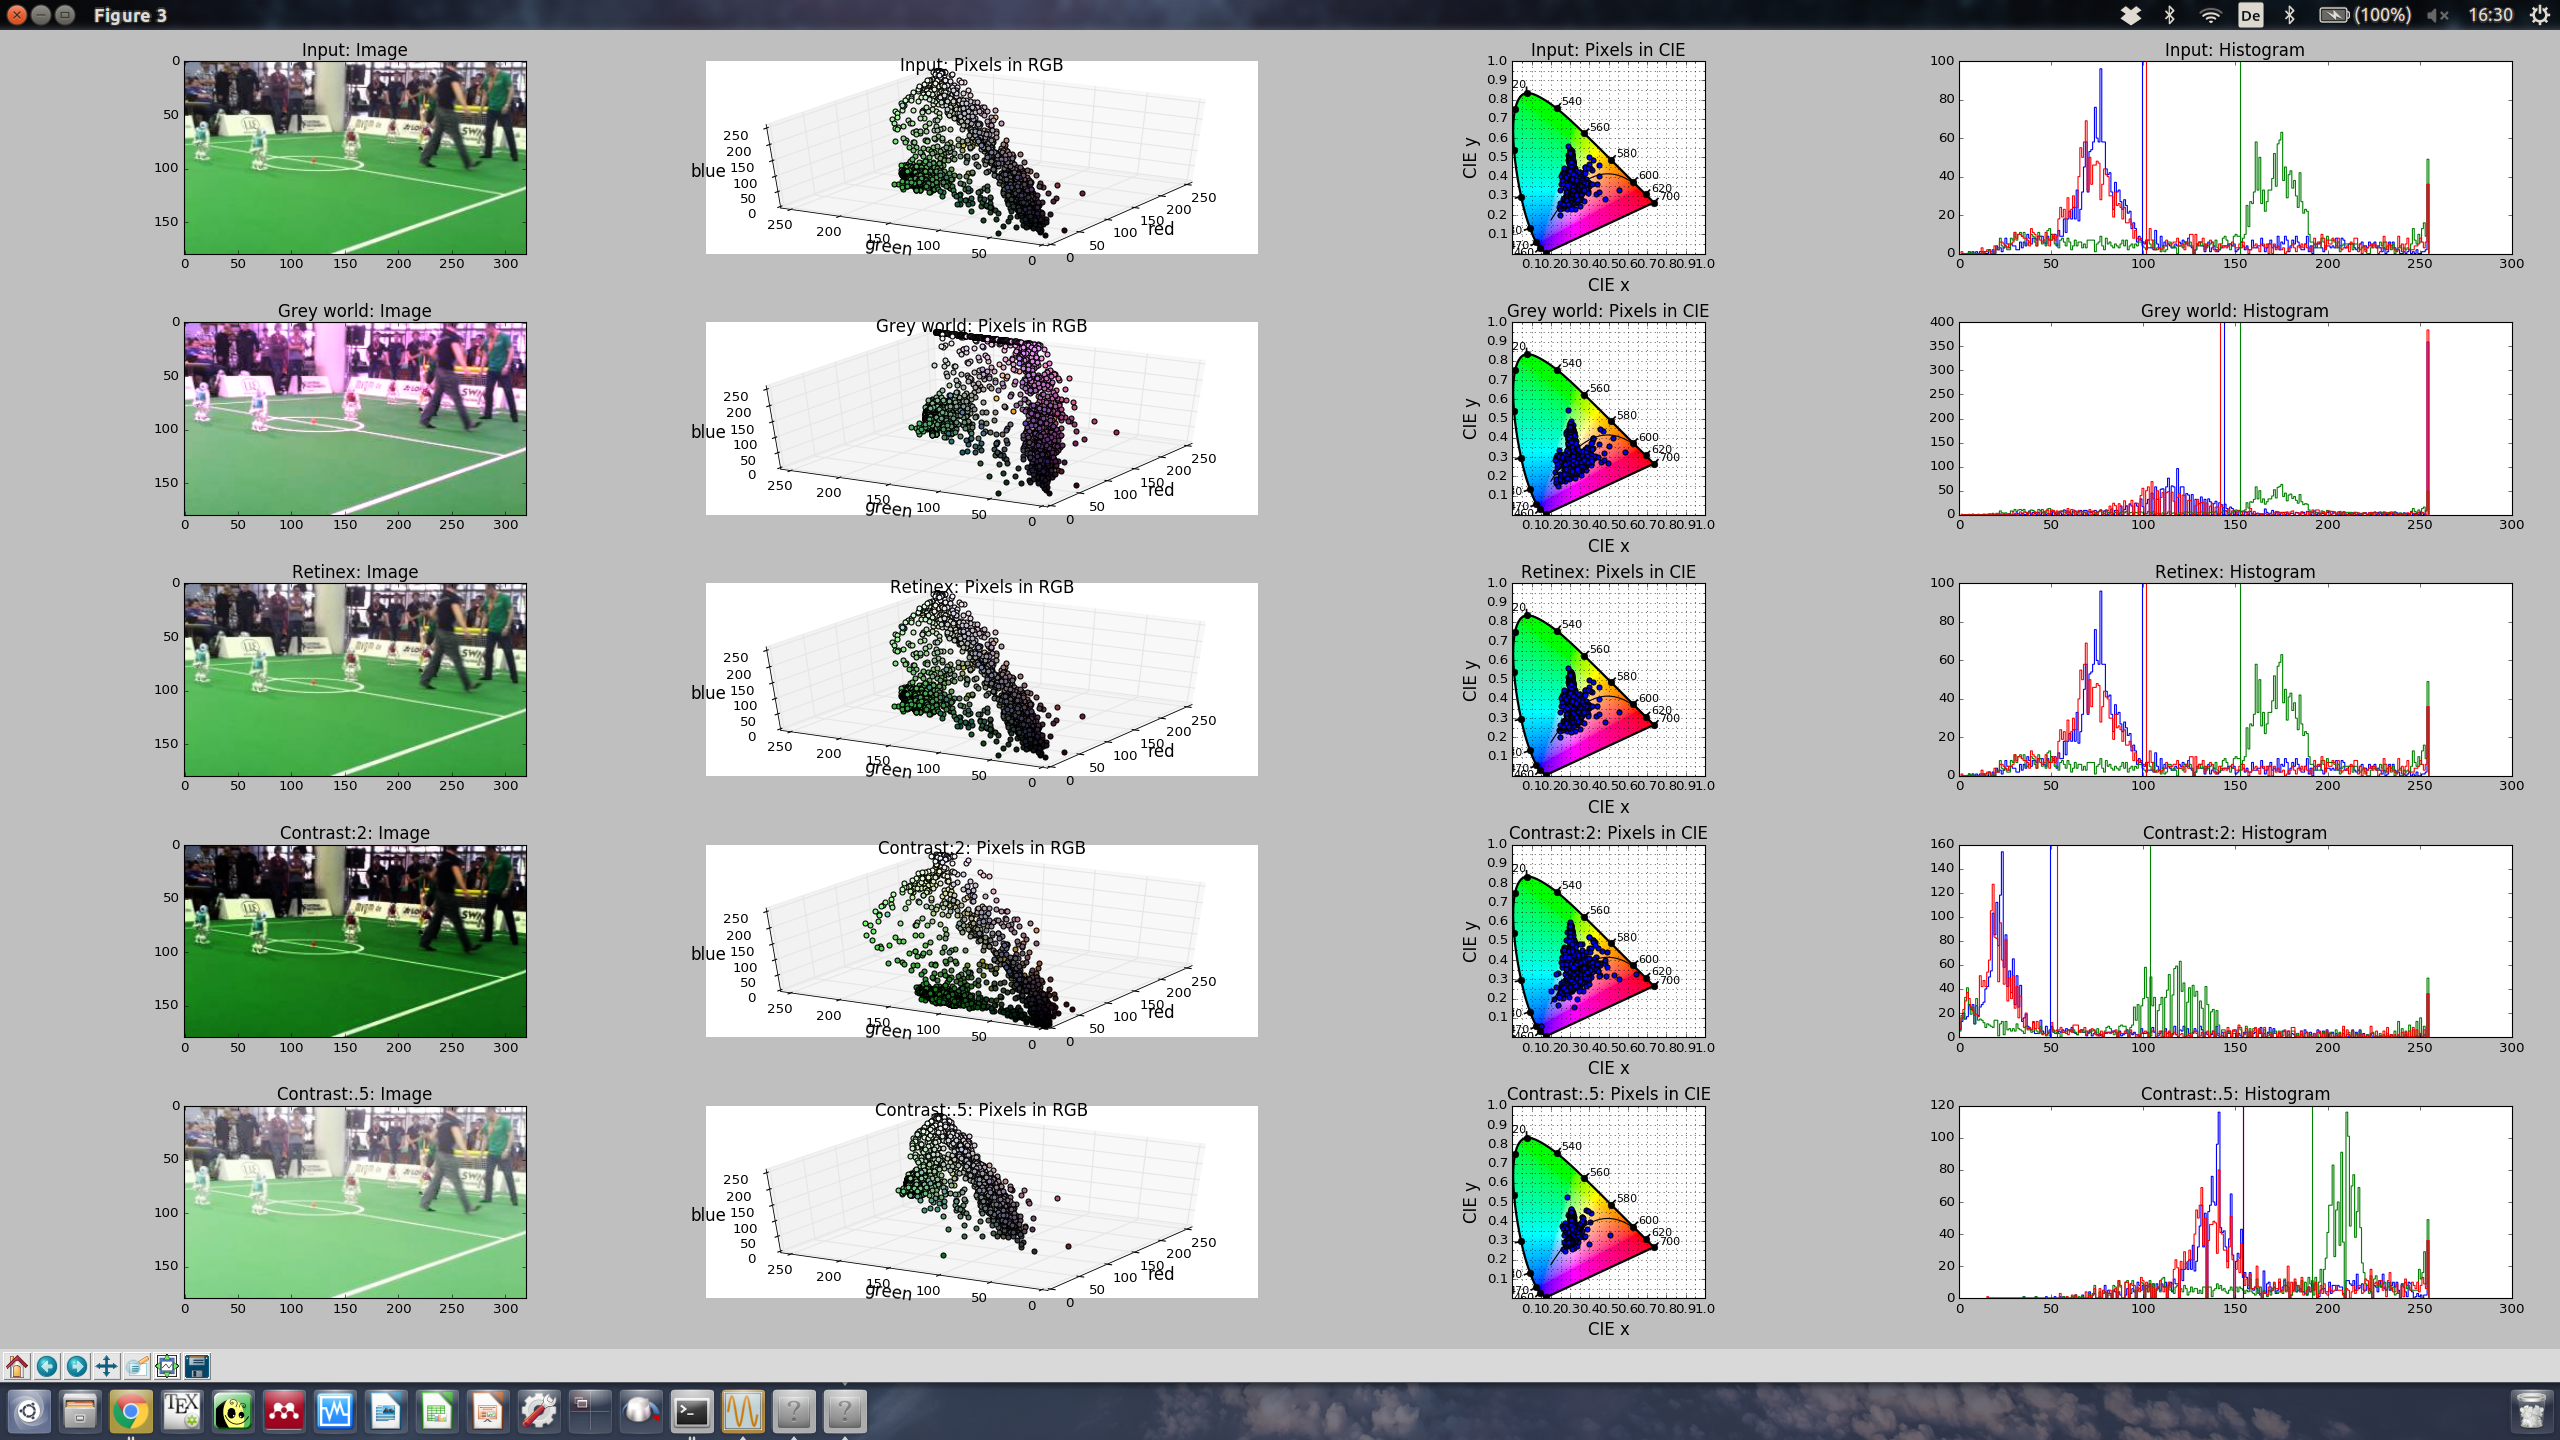 Figure 3
De
(100%)
16:30
Input: Image
0
50
100
150
0 50 100 150 200 250 300
Input: Pixels in RGB
blue
250
200
150
100
50
0
250 200 150 100 50 0
green
0 50 100 150 200 250
red
Input: Pixels in CIE
CIE y
1.0
0.9
0.8
0.7
0.6
0.5
0.4
0.3
0.2
0.1
540
560
580
600
620
700
0.1 0.2 0.3 0.4 0.5 0.6 0.7 0.8 0.9 1.0
CIE x
Input: Histogram
100
80
60
40
20
0
0 50 100 150 200 250 300
Grey world: Image
0
50
100
150
0 50 100 150 200 250 300
Grey world: Pixels in RGB
blue
250
200
150
100
50
0
250 200 150 100 50 0
green
0 50 100 150 200 250
red
Grey world: Pixels in CIE
CIE y
1.0
0.9
0.8
0.7
0.6
0.5
0.4
0.3
0.2
0.1
540
560
580
600
620
700
0.1 0.2 0.3 0.4 0.5 0.6 0.7 0.8 0.9 1.0
CIE x
Grey world: Histogram
400
350
300
250
200
150
100
50
0
0 50 100 150 200 250 300
Retinex: Image
0
50
100
150
0 50 100 150 200 250 300
Retinex: Pixels in RGB
blue
250
200
150
100
50
0
250 200 150 100 50 0
green
0 50 100 150 200 250
red
Retinex: Pixels in CIE
CIE y
1.0
0.9
0.8
0.7
0.6
0.5
0.4
0.3
0.2
0.1
540
560
580
600
620
700
0.1 0.2 0.3 0.4 0.5 0.6 0.7 0.8 0.9 1.0
CIE x
Retinex: Histogram
100
80
60
40
20
0
0 50 100 150 200 250 300
Contrast:2: Image
0
50
100
150
0 50 100 150 200 250 300
Contrast:2: Pixels in RGB
blue
250
200
150
100
50
0
250 200 150 100 50 0
green
0 50 100 150 200 250
red
Contrast:2: Pixels in CIE
CIE y
1.0
0.9
0.8
0.7
0.6
0.5
0.4
0.3
0.2
0.1
540
560
580
600
620
700
0.1 0.2 0.3 0.4 0.5 0.6 0.7 0.8 0.9 1.0
CIE x
Contrast:2: Histogram
160
140
120
100
80
60
40
20
0
0 50 100 150 200 250 300
Contrast:.5: Image
0
50
100
150
0 50 100 150 200 250 300
Contrast:.5: Pixels in RGB
blue
250
200
150
100
50
0
250 200 150 100 50 0
green
0 50 100 150 200 250
red
Contrast:.5: Pixels in CIE
CIE y
1.0
0.9
0.8
0.7
0.6
0.5
0.4
0.3
0.2
0.1
540
560
580
600
620
700
0.1 0.2 0.3 0.4 0.5 0.6 0.7 0.8 0.9 1.0
CIE x
Contrast:.5: Histogram
120
100
80
60
40
20
0
0 50 100 150 200 250 300
TEX